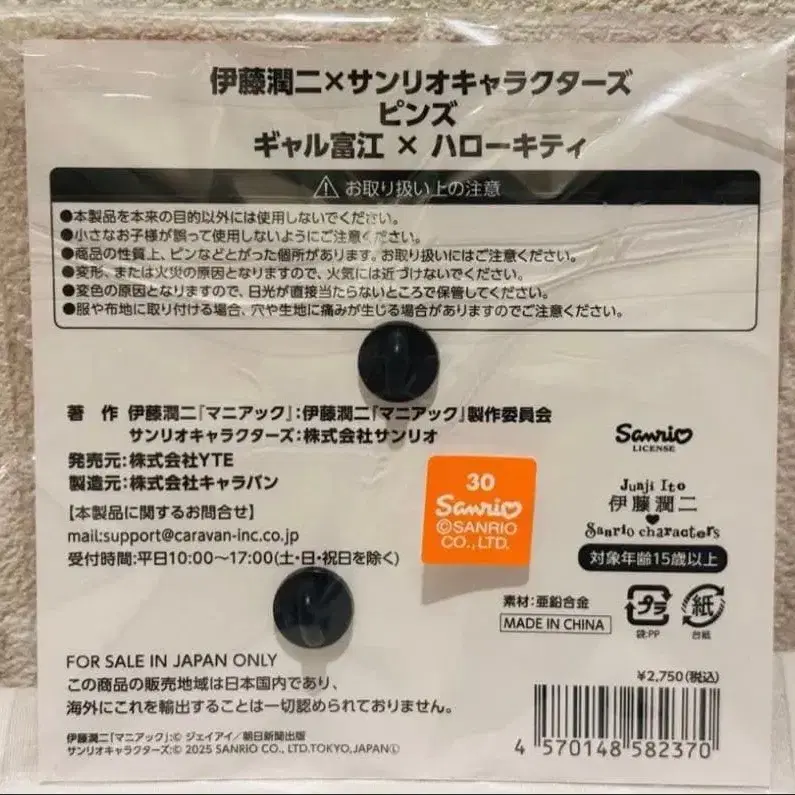 伊藤潤二×サンリオキャラクターズ
ピンズ
ギャル富江 × ハローキティ
⚠ お取り扱い上の注意
●本製品を本来の目的以外には使用しないでください。
●小さなお子様が誤って使用しないようにご注意ください。
●商品の性質上、ピンなどとがった個所があります。お取り扱いにはご注意ください。
●変形、または火災の原因となりますので、火気には近づけないでください。
●変色の原因となりますので、日光が直接当たらないところで保管してください。
●服や布地に取り付ける場合、穴や生地に痛みが生じる場合がありますのでご注意ください。
著 作 伊藤潤二『マニアック』:伊藤潤二『マニアック』製作委員会
サンリオキャラクターズ:株式会社サンリオ
発売元:株式会社YTE
製造元:株式会社キャラバン
【本製品に関するお問合せ】
mail:support@caravan-inc.co.jp
受付時間:平日10:00〜17:00(土・日・祝日を除く)
30
Sanrio
©SANRIO
CO., LTD.
Sanrio
LICENSE
Junji Ito
伊藤潤二
Sanrio characters
対象年齢15歳以上
素材:亜鉛合金
MADE IN CHINA
プラ
袋:PP
紙
台紙
FOR SALE IN JAPAN ONLY
この商品の販売地域は日本国内であり、
海外にこれを輸出することは一切認められておりません。
伊藤潤二『マニアック』:© ジェイアイ/朝日新聞出版
サンリオキャラクターズ:© 2025 SANRIO CO., LTD.TOKYO,JAPANⓁ
¥2,750(税込)
4 570148 582370